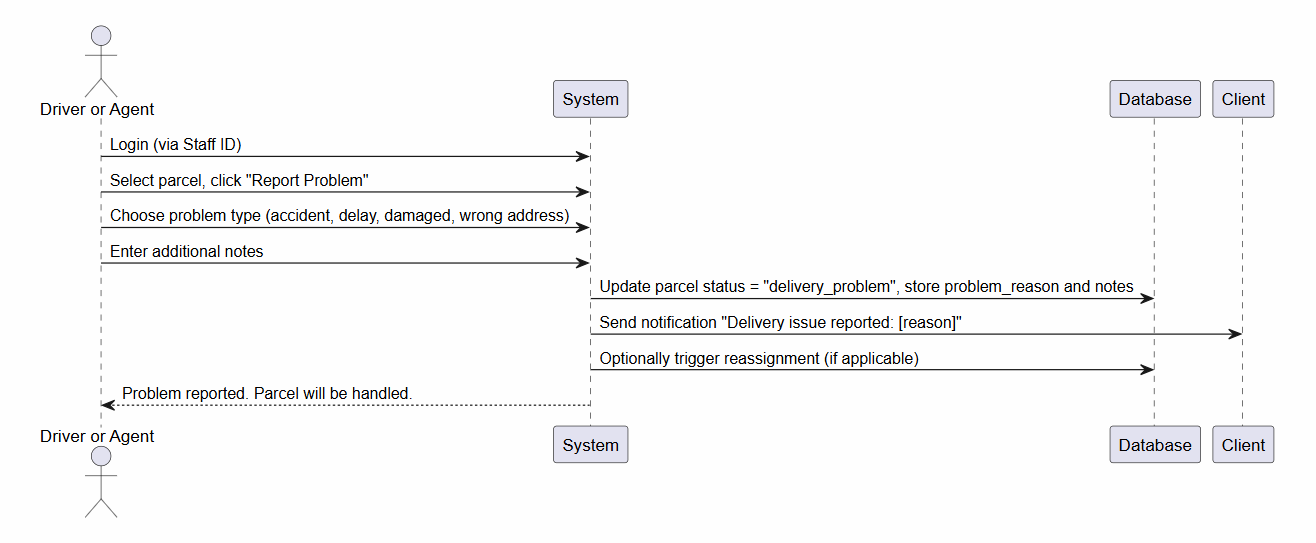 Driver or Agent
System
Database
Client
Login (via Staff ID)
Select parcel, click "Report Problem"
Choose problem type (accident, delay, damaged, wrong address)
Enter additional notes
Update parcel status = "delivery_problem", store problem_reason and notes
Send notification "Delivery issue reported: [reason]"
Optionally trigger reassignment (if applicable)
Problem reported. Parcel will be handled.
Driver or Agent
System
Database
Client